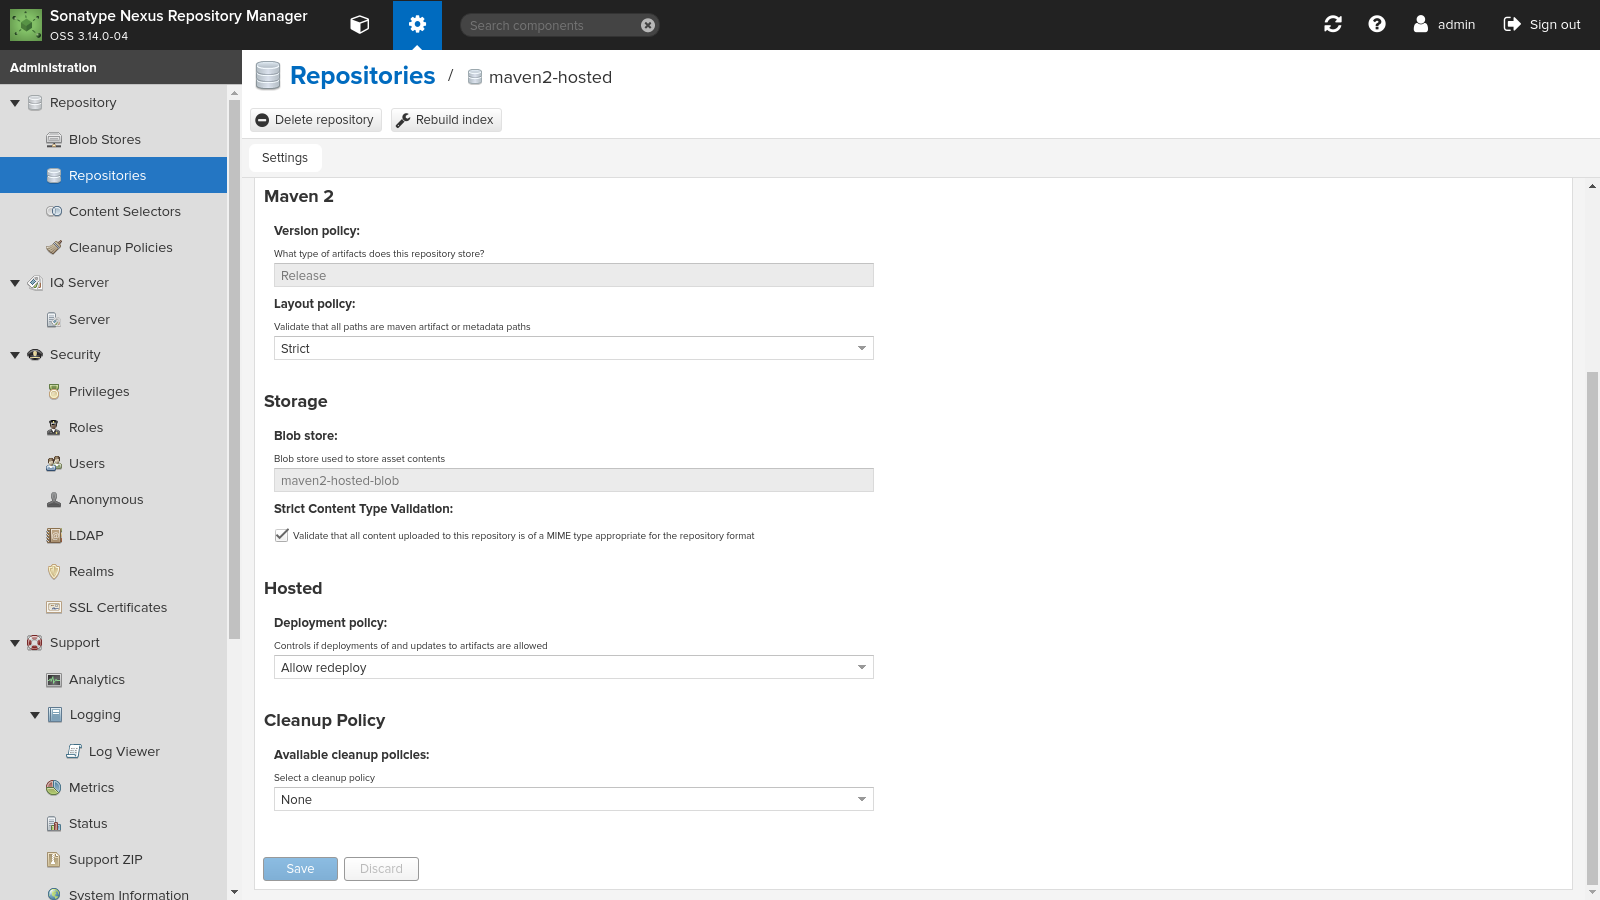 Sonatype Nexus Repository Manager
OSS 3.14.0-04
Search components
admin
Sign out
Administration
Repository
Blob Stores
Repositories
Content Selectors
Cleanup Policies
IQ Server
Server
Security
Privileges
Roles
Users
Anonymous
LDAP
Realms
SSL Certificates
Support
Analytics
Logging
Log Viewer
Metrics
Status
Support ZIP
System Information
Repositories / maven2-hosted
Delete repository
Rebuild index
Settings
Maven 2
Version policy:
What type of artifacts does this repository store?
Release
Layout policy:
Validate that all paths are maven artifact or metadata paths
Strict
Storage
Blob store:
Blob store used to store asset contents
maven2-hosted-blob
Strict Content Type Validation:
Validate that all content uploaded to this repository is of a MIME type appropriate for the repository format
Hosted
Deployment policy:
Controls if deployments of and updates to artifacts are allowed
Allow redeploy
Cleanup Policy
Available cleanup policies:
Select a cleanup policy
None
Save
Discard